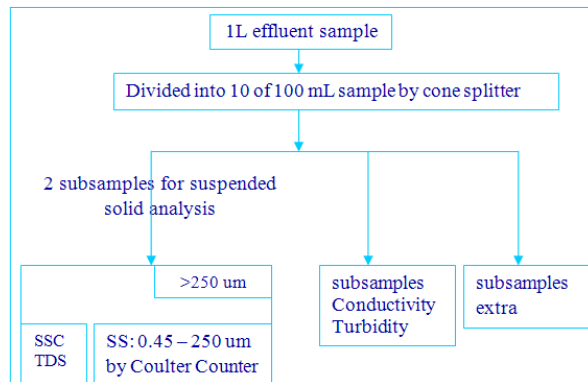 1L effluent sample
Divided into 10 of 100 mL sample by cone splitter
2 subsamples for suspended
solid analysis
>250 um
SSC
TDS
SS: 0.45 – 250 um
by Coulter Counter
subsamples
Conductivity
Turbidity
subsamples
extra